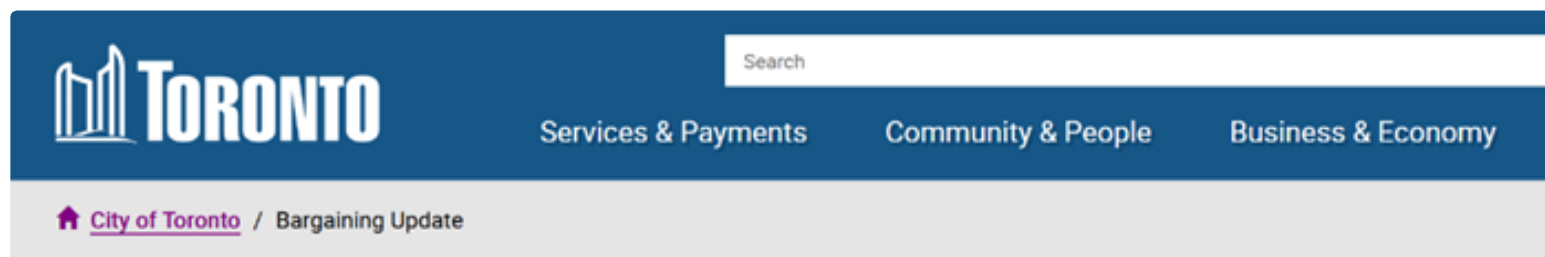 Search
TORONTO
Services & Payments Community & People Business & Economy
City of Toronto / Bargaining Update